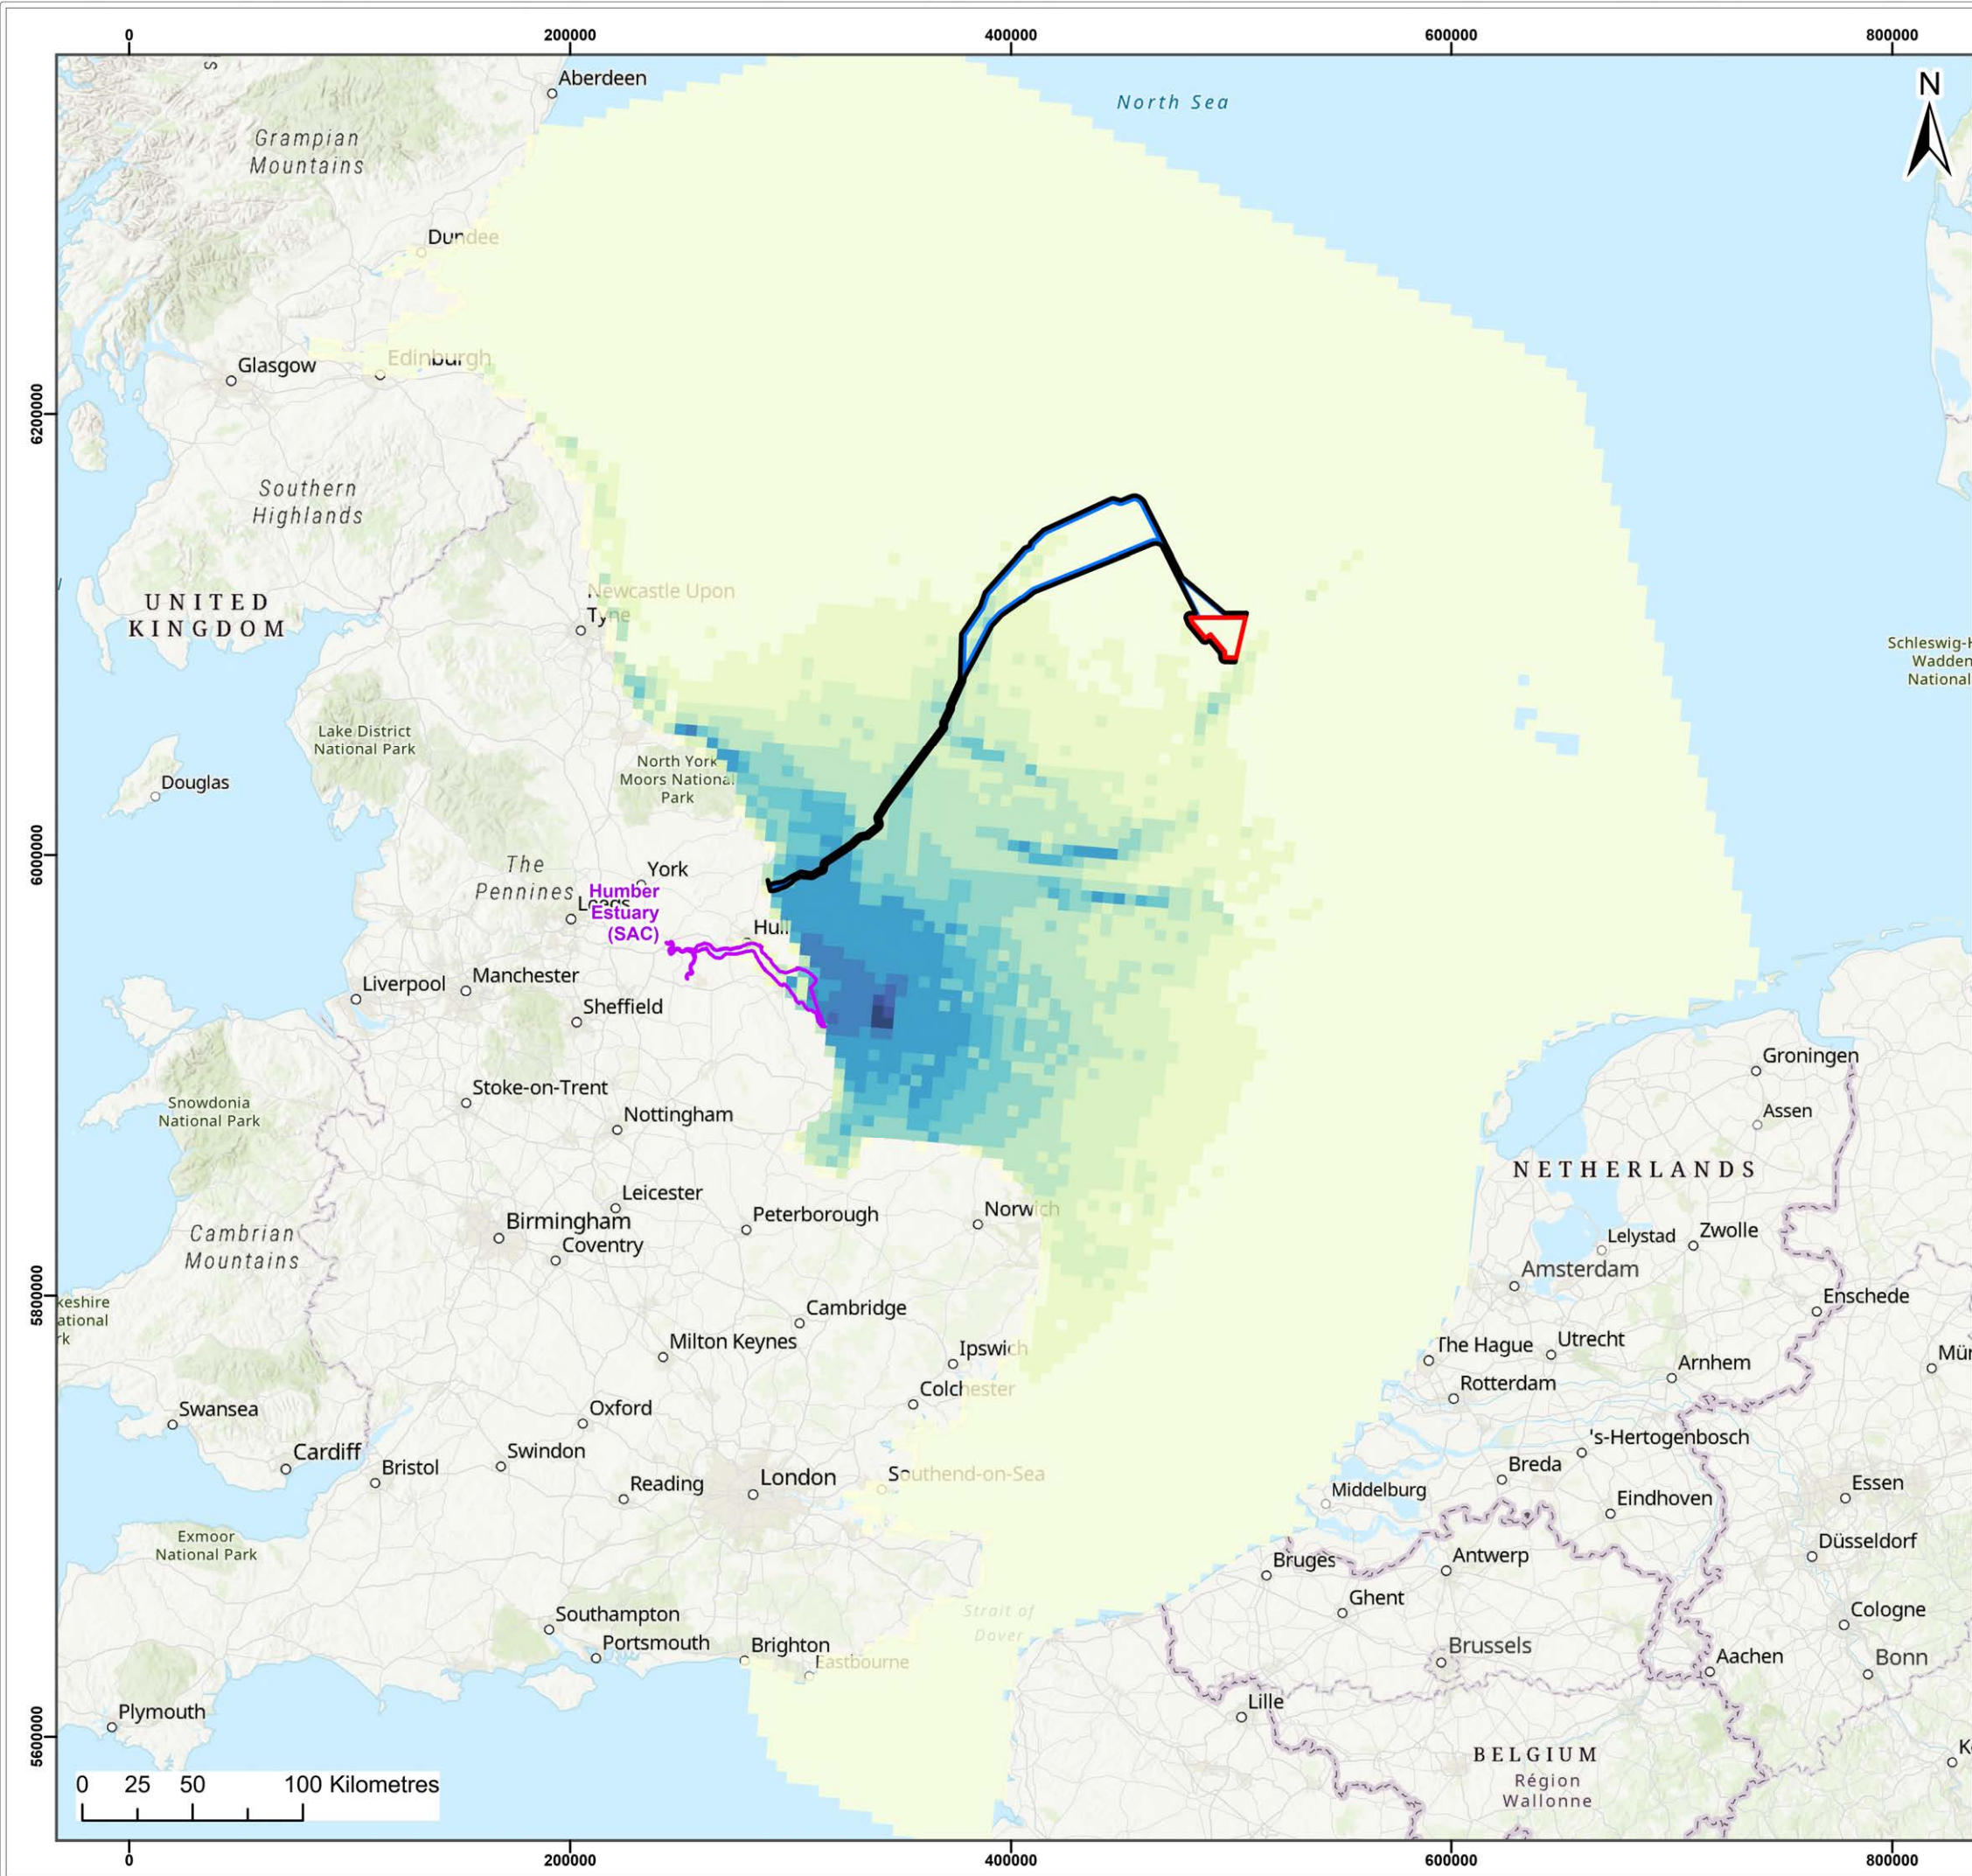 0 200000 400000 600000 800000
Aberdeen
North Sea
N
Grampian
Mountains
Dundee
Glasgow
Edinburgh
6200000
Southern
Highlands
UNITED
KINGDOM
Newcastle Upon
Tyne
Schleswig-H
Wadden
National
Lake District
National Park
North York
Moors National
Park
Douglas
6000000
The
Pennines
York
Humber
Estuary
(SAC)
Leeds
Hull
Liverpool
Manchester
Sheffield
Groningen
Assen
Stoke-on-Trent
Snowdonia
National Park
Nottingham
NETHERLANDS
Leicester
Birmingham
Coventry
Peterborough
Norwich
Cambrian
Mountains
Lelystad
Zwolle
Amsterdam
5800000
keshire
ational
rk
Cambridge
Enschede
Milton Keynes
Ipswich
The Hague
Utrecht
Arnhem
Mün
Colchester
Rotterdam
Swansea
Oxford
Cardiff
Bristol
Swindon
Reading
London
Southend-on-Sea
's-Hertogenbosch
Breda
Middelburg
Eindhoven
Essen
Exmoor
National Park
Düsseldorf
Bruges
Antwerp
Ghent
Cologne
Southampton
Portsmouth
Brighton
Eastbourne
Strait of
Dover
Brussels
Aachen
Bonn
Plymouth
Lille
5600000
BELGIUM
Région
Wallonne
0 25 50 100 Kilometres
0 200000 400000 600000 800000